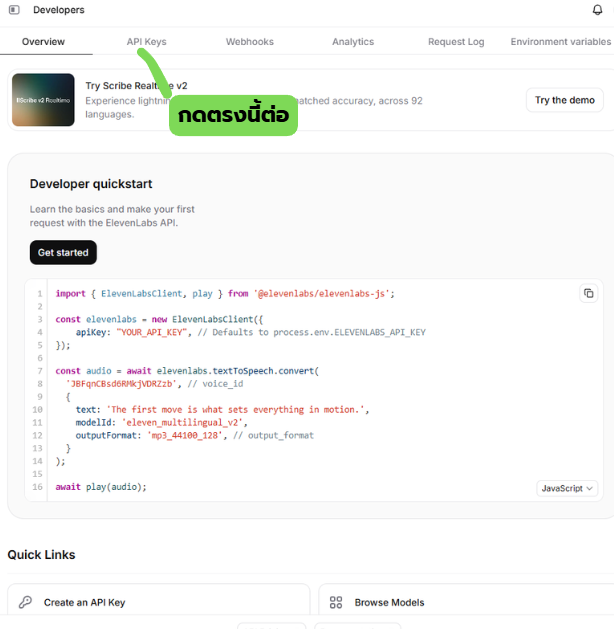 Developers
Overview API Keys Webhooks Analytics Request Log Environment variables
Scribe v2 Realtime
Try Scribe Realtime v2
Experience lightnin atched accuracy, across 92
languages.
Try the demo
กดตรงนี้ต่อ
Developer quickstart
Learn the basics and make your first
request with the ElevenLabs API.
Get started
1 import { ElevenLabsClient, play } from '@elevenlabs/elevenlabs-js';
2
3 const elevenlabs = new ElevenLabsClient({
4 apiKey: "YOUR_API_KEY", // Defaults to process.env.ELEVENLABS_API_KEY
5 });
6
7 const audio = await elevenlabs.textToSpeech.convert(
8 'JBFqnCBsd6RMkjVDRZzb', // voice_id
9 {
10 text: 'The first move is what sets everything in motion.',
11 modelId: 'eleven_multilingual_v2',
12 outputFormat: 'mp3_44100_128', // output_format
13 }
14 );
15
16 await play(audio);
JavaScript
Quick Links
Create an API Key
Browse Models